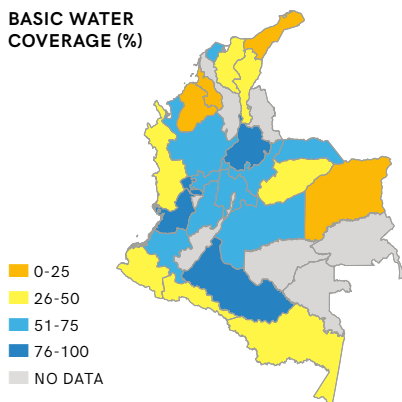 BASIC WATER
COVERAGE (%)
0-25
26-50
51-75
76-100
NO DATA